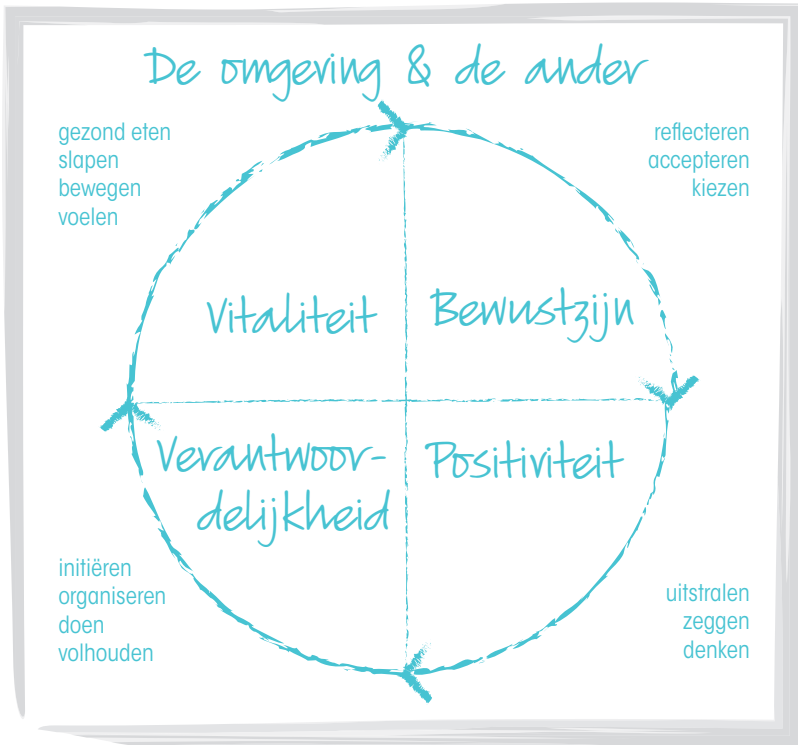 De omgeving & de ander
gezond eten
slapen
bewegen
voelen
reflecteren
accepteren
kiezen
Vitaliteit
Bewustzijn
Verantwoor-
delijkheid
Positiviteit
initiëren
organiseren
doen
volhouden
uitstralen
zeggen
denken